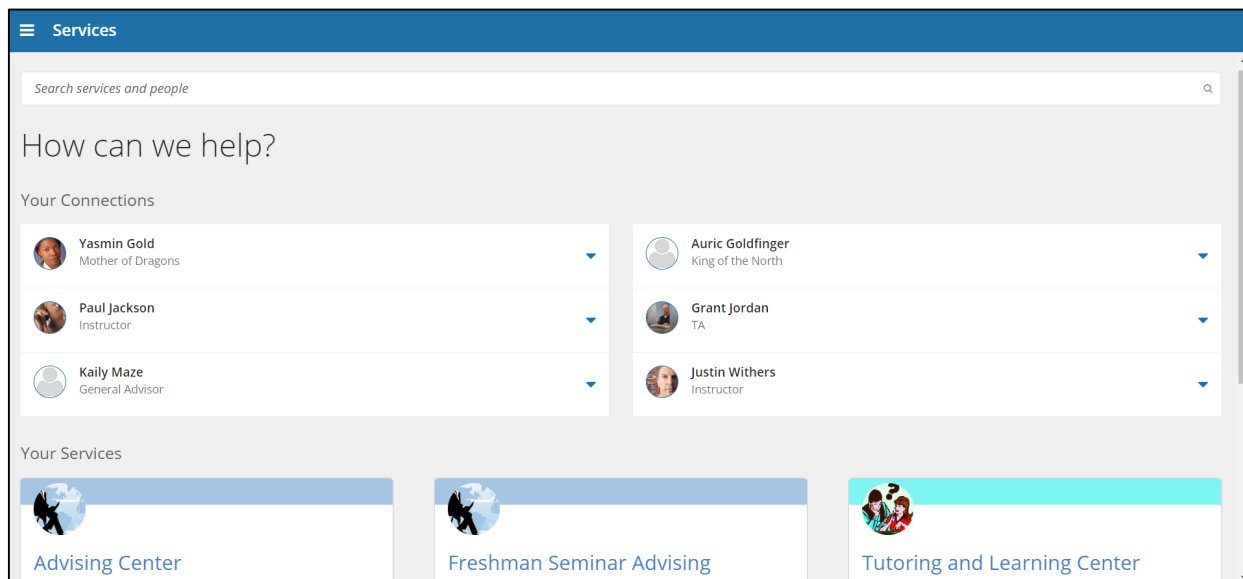 Services
Search services and people
How can we help?
Your Connections
Yasmin Gold
Mother of Dragons
Auric Goldfinger
King of the North
Paul Jackson
Instructor
Grant Jordan
TA
Kaily Maze
General Advisor
Justin Withers
Instructor
Your Services
?
Advising Center
Freshman Seminar Advising
Tutoring and Learning Center